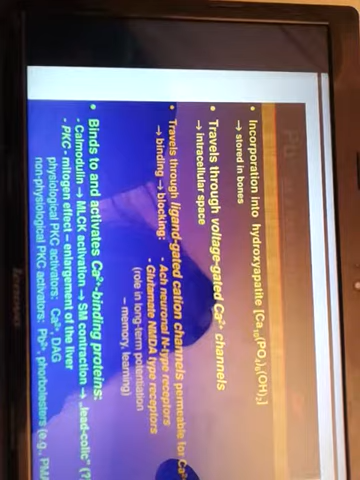 Pb²⁺
• Incorporation into hydroxyapatite [Ca₁₀(PO₄)₆(OH)₂]
→ stored in bones
• Travels through voltage-gated Ca²⁺ channels
→ intracellular space
• Travels through ligand-gated cation channels permeable for Ca²⁺
→ binding → blocking: - Ach neuronal N-type receptors
- Glutamate NMDA type receptors
(role in long-term potentiation
– memory learning)
• Binds to and activates Ca²⁺-binding proteins:
- Calmodulin → MLCK activation → SM contraction → „lead-colic" (?
- PKC - mitogen effect – enlargement of the liver
physiological PKC activators: Ca²⁺, DAG
non-physiological PKC activators: Pb²⁺, phorbolesters (e.g., PMA
lenovo